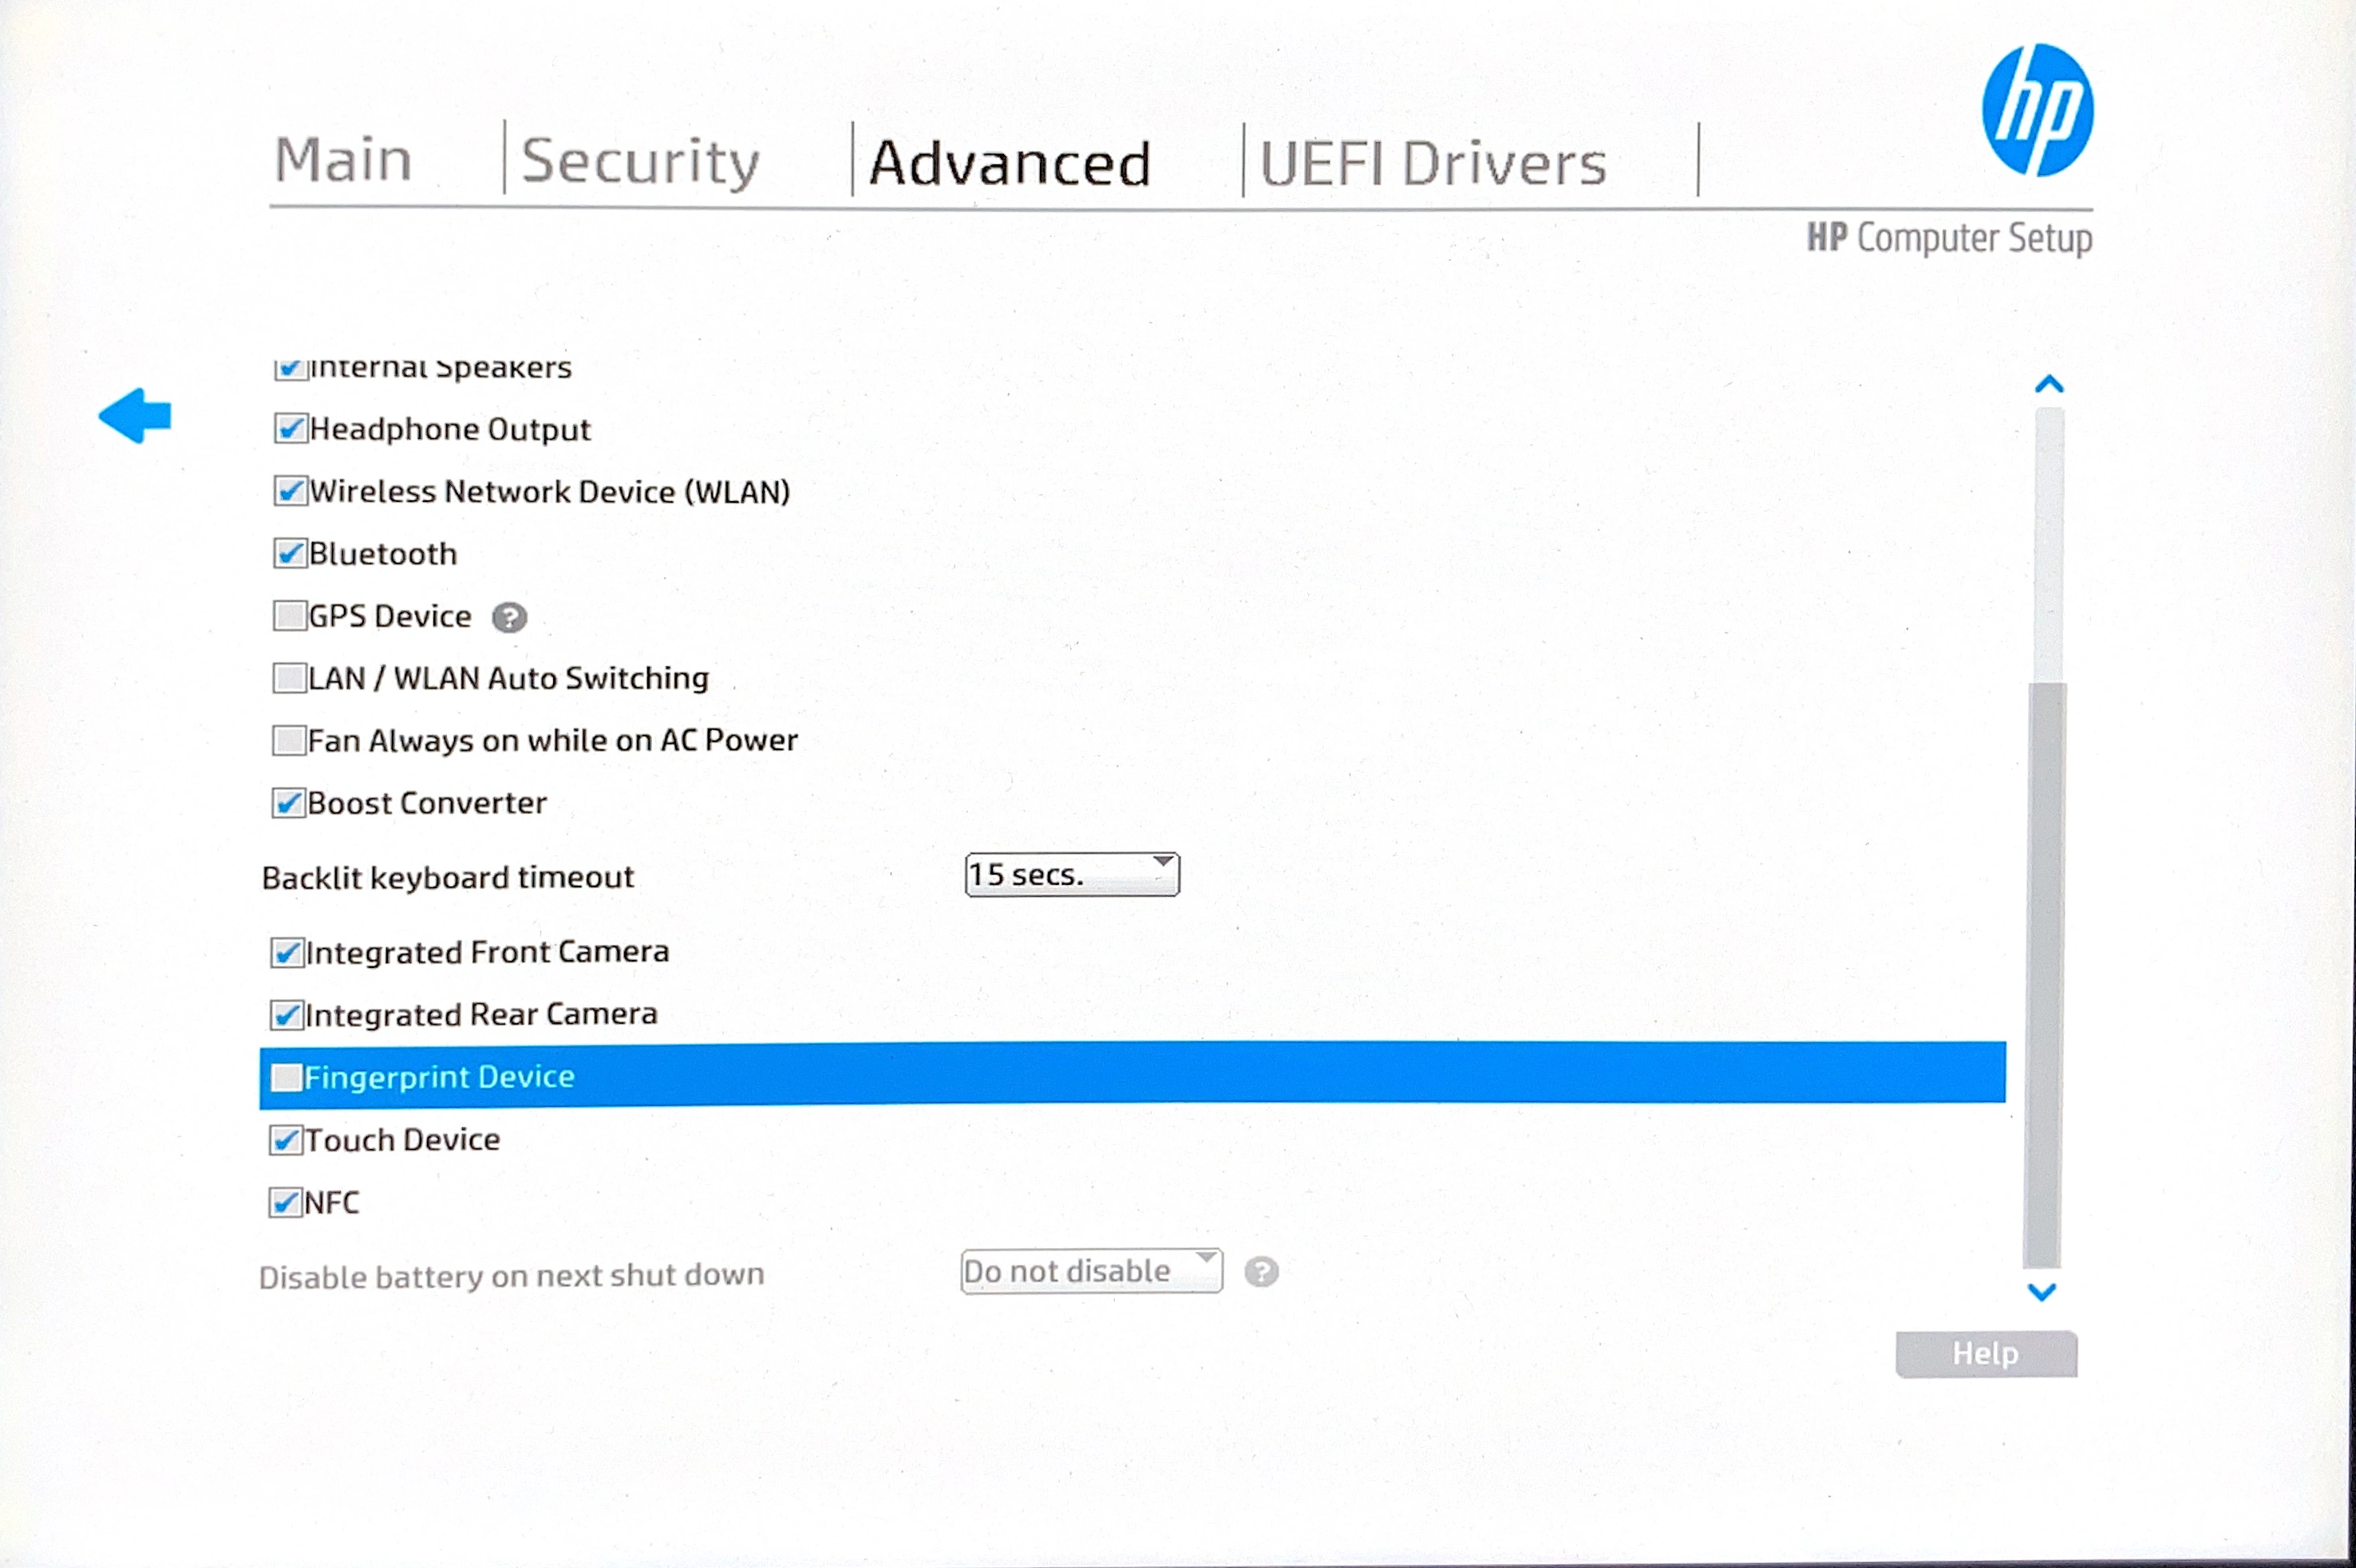 hp
Main Security Advanced UEFI Drivers
HP Computer Setup
Internal Speakers
Headphone Output
Wireless Network Device (WLAN)
Bluetooth
GPS Device ?
LAN / WLAN Auto Switching
Fan Always on while on AC Power
Boost Converter
Backlit keyboard timeout 15 secs.
Integrated Front Camera
Integrated Rear Camera
Fingerprint Device
Touch Device
NFC
Disable battery on next shut down Do not disable ?
Help